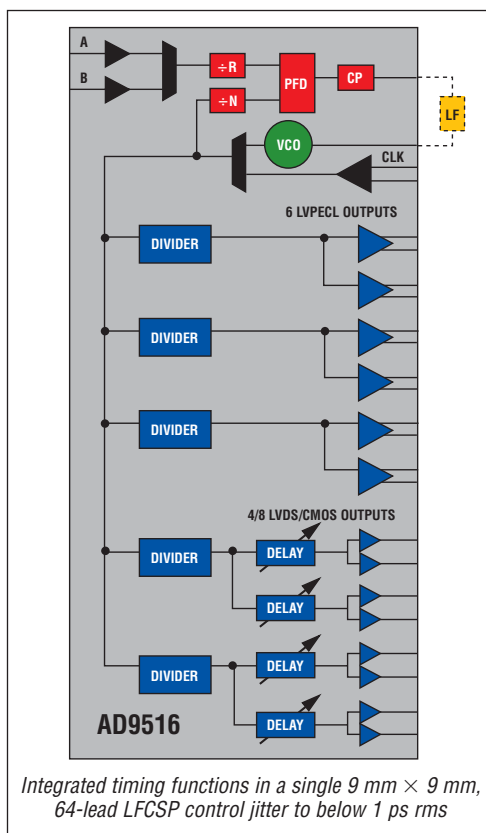 A
B
÷R
÷N
PFD
CP
LF
VCO
CLK
6 LVPECL OUTPUTS
DIVIDER
DIVIDER
DIVIDER
4/8 LVDS/CMOS OUTPUTS
DIVIDER
DELAY
DELAY
DIVIDER
DELAY
DELAY
AD9516
Integrated timing functions in a single 9 mm × 9 mm,
64-lead LFCSP control jitter to below 1 ps rms